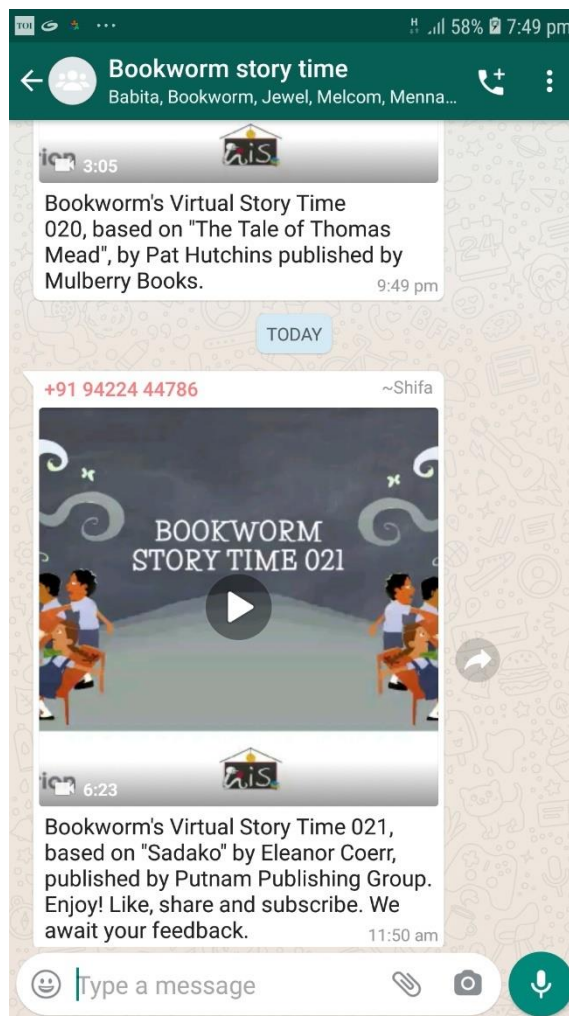 TOI
H
58%
7:49 pm
Bookworm story time
Babita, Bookworm, Jewel, Melcom, Menna...
3:05
Bookworm's Virtual Story Time
020, based on "The Tale of Thomas
Mead", by Pat Hutchins published by
Mulberry Books.
9:49 pm
TODAY
+91 94224 44786
~Shifa
BOOKWORM
STORY TIME 021
6:23
Bookworm's Virtual Story Time 021,
based on "Sadako" by Eleanor Coerr,
published by Putnam Publishing Group.
Enjoy! Like, share and subscribe. We
await your feedback.
11:50 am
Type a message